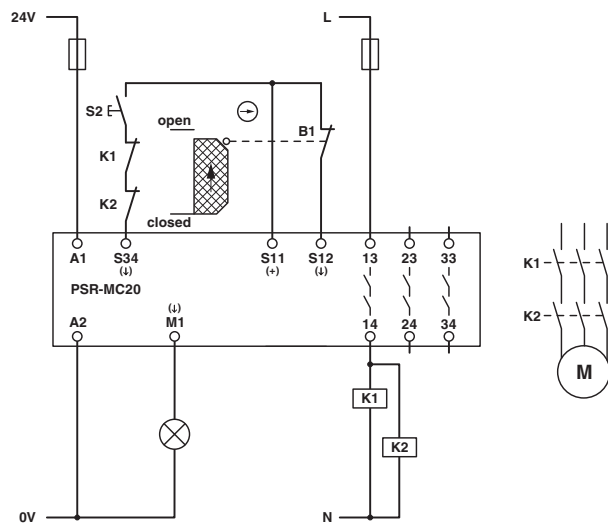 24V
L
S2
open
B1
K1
K2
closed
A1
S34
(↓)
S11
(+)
S12
(↓)
13
23
33
PSR-MC20
A2
(↓)
M1
14
24
34
K1
K2
0V
N
K1
K2
M